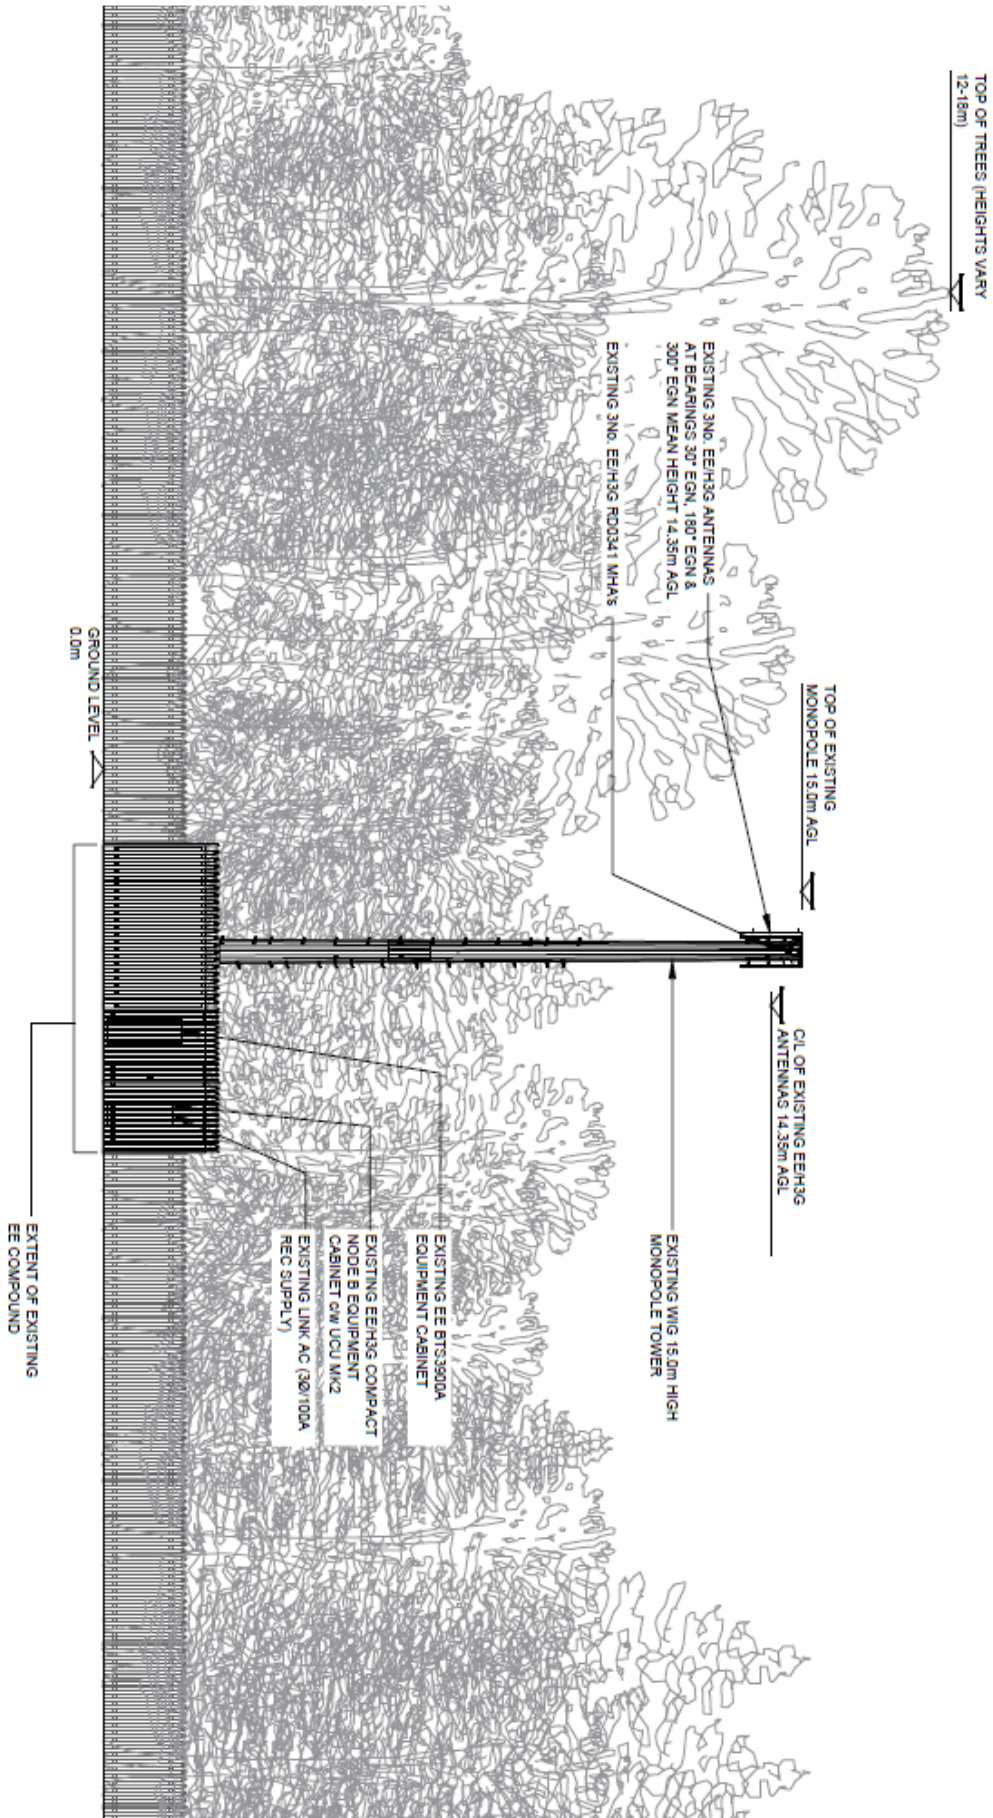 TOP OF TREES (HEIGHTS VARY
12-18m)
EXISTING 3No. EE/H3G ANTENNAS
AT BEARINGS 30° EGN, 180° EGN &
300° EGN MEAN HEIGHT 14.35m AGL
EXISTING 3No. EE/H3G RD0341 MHA's
TOP OF EXISTING
MONOPOLE 15.0m AGL
C/L OF EXISTING EE/H3G
ANTENNAS 14.35m AGL
EXISTING WIG 15.0m HIGH
MONOPOLE TOWER
EXISTING EE BTS3900A
EQUIPMENT CABINET
EXISTING EE/H3G COMPACT
NODE B EQUIPMENT
CABINET c/w UCU MK2
EXISTING LINK AC (3Ø/100A
REC SUPPLY)
GROUND LEVEL
0.0m
EXTENT OF EXISTING
EE COMPOUND